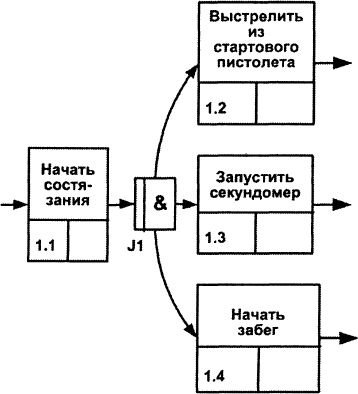 Выстрелить
из
стартового
пистолета
1.2
Начать
состя-
зания
1.1
&
J1
Запустить
секундомер
1.3
Начать
забег
1.4